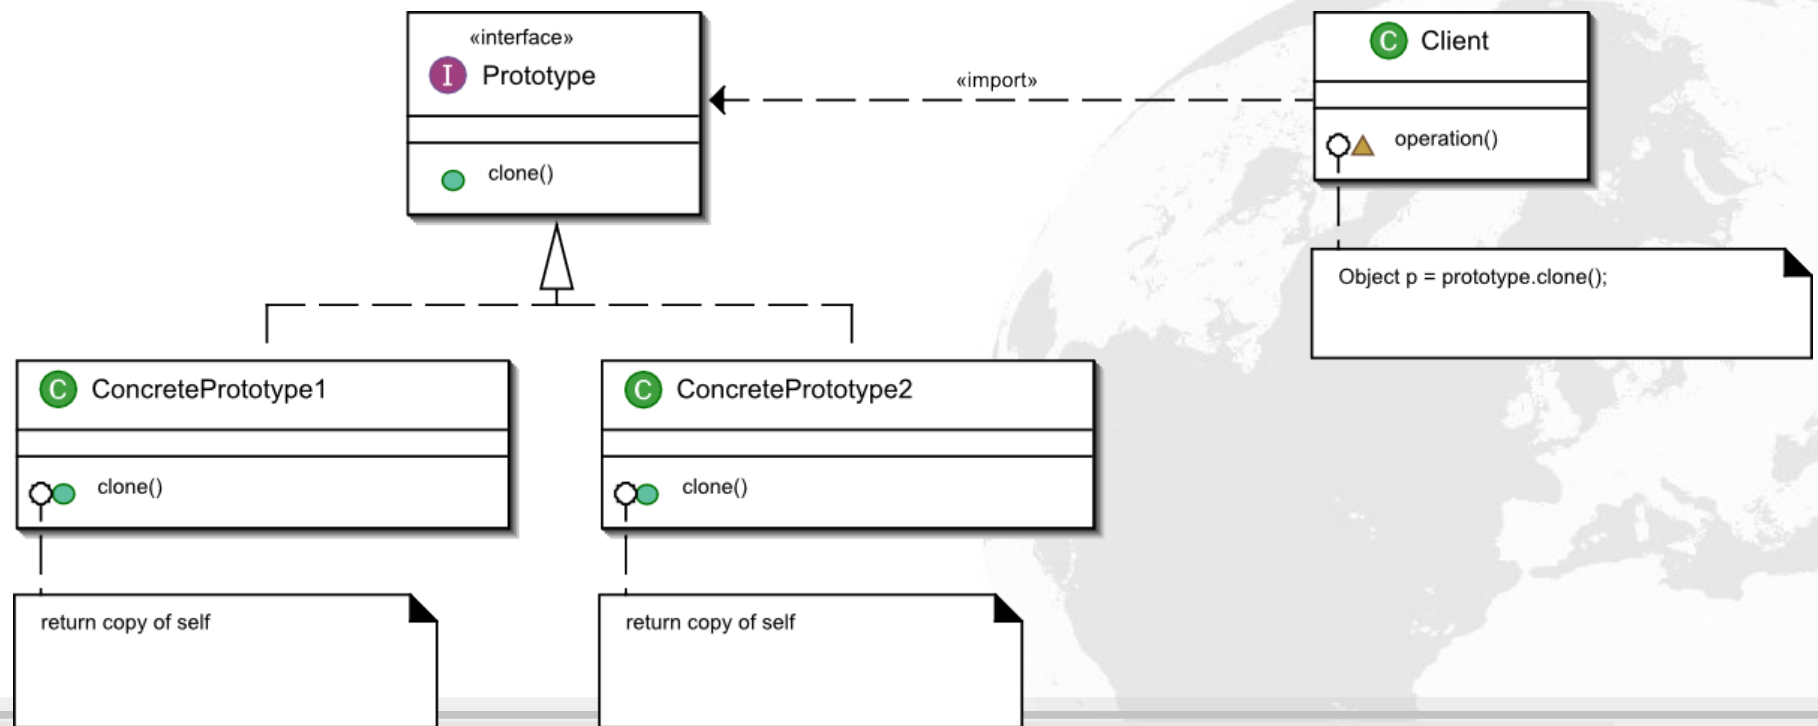 «interface»
I Prototype
clone()
«import»
C Client
operation()
Object p = prototype.clone();
C ConcretePrototype1
clone()
return copy of self
C ConcretePrototype2
clone()
return copy of self